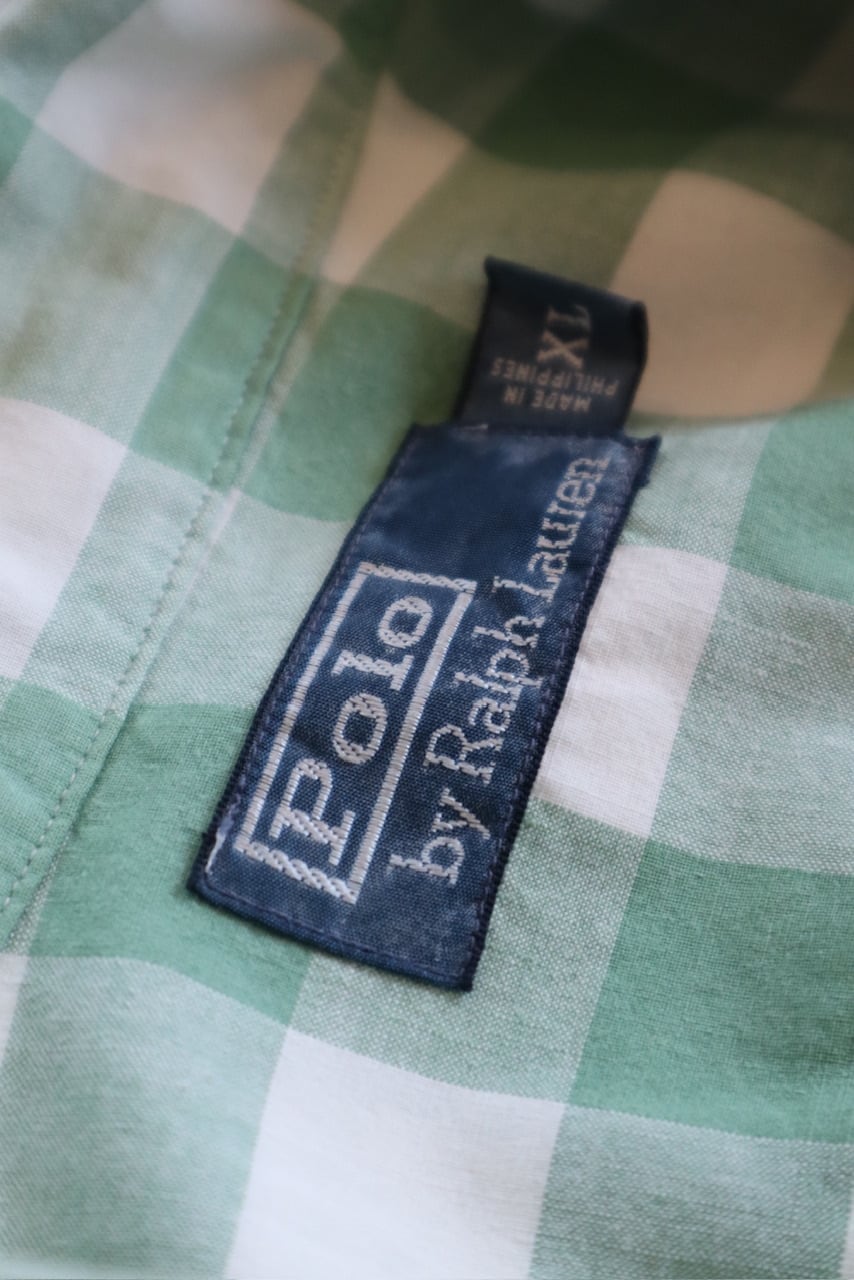 Polo
by Ralph Lauren
XL
MADE IN
PHILIPPINES